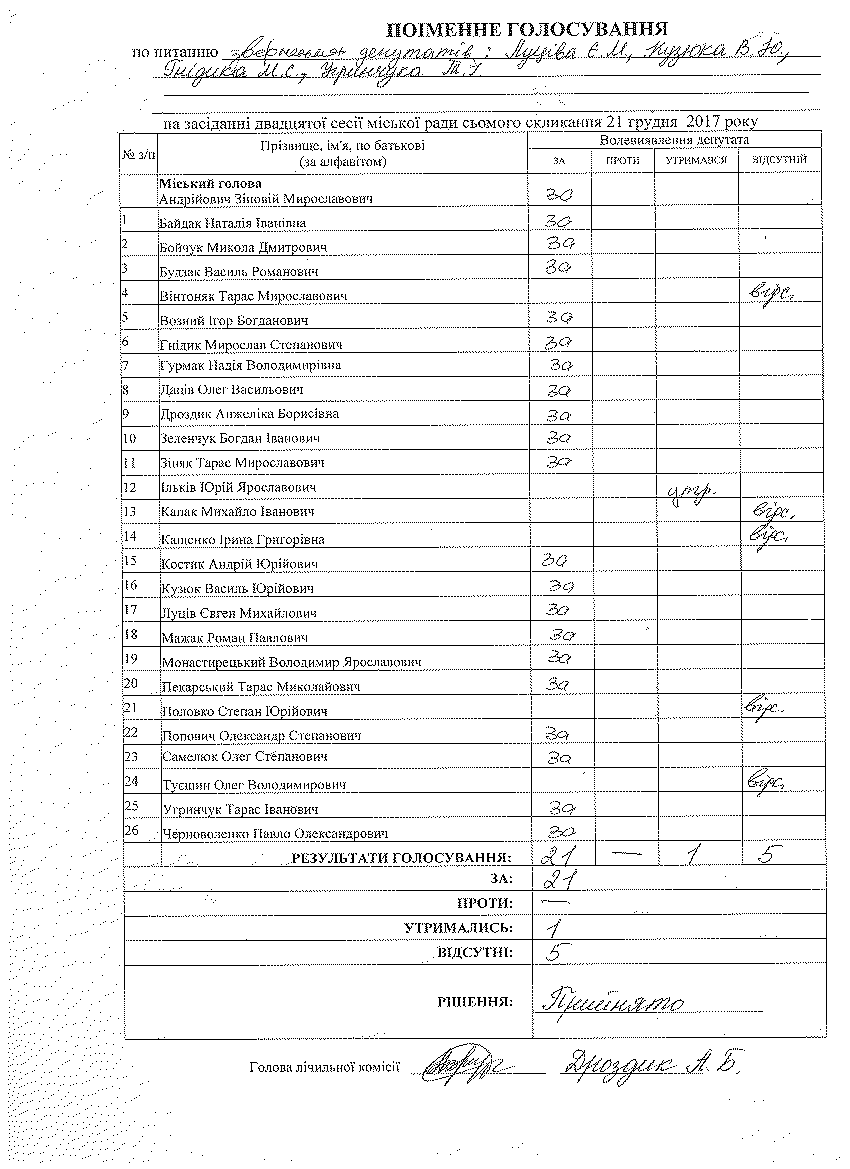 ПОІМЕННЕ ГОЛОСУВАННЯ
по питанню звернення депутатів: Луціва Є.М., Кузюка В.Ю.,
Гнідика М.С., Угринчука Т.І
на засіданні двадцятої сесії міської ради сьомого скликання 21 грудня 2017 року
№ з/п Прізвище, ім'я, по батькові (за алфавітом) Волевиявлення депутата
ЗА ПРОТИ УТРИМАВСЯ ВІДСУТНІЙ
Міський голова
Андрійович Зіновій Мирославович за
1 Байдак Наталія Іванівна за
2 Бойчук Микола Дмитрович за
3 Будзак Василь Романович за
4 Вінтоняк Тарас Мирославович відс.
5 Возний Ігор Богданович за
6 Гнідик Мирослав Степанович за
7 Гурмак Надія Володимирівна за
8 Даців Олег Васильович за
9 Дроздик Анжеліка Борисівна за
10 Зеленчук Богдан Іванович за
11 Зіняк Тарас Мирославович за
12 Ільків Юрій Ярославович утр.
13 Капак Михайло Іванович відс.
14 Кащенко Ірина Григорівна відс.
15 Костик Андрій Юрійович за
16 Кузюк Василь Юрійович за
17 Луців Євген Михайлович за
18 Мажак Роман Павлович за
19 Монастирецький Володимир Ярославович за
20 Пекарський Тарас Миколайович за
21 Половко Степан Юрійович відс.
22 Попович Олександр Степанович за
23 Самелюк Олег Степанович за
24 Туєшин Олег Володимирович відс.
25 Угринчук Тарас Іванович за
26 Черноволенко Павло Олександрович за
РЕЗУЛЬТАТИ ГОЛОСУВАННЯ: 21 — 1 5
ЗА: 21
ПРОТИ: —
УТРИМАЛИСЬ: 1
ВІДСУТНІ: 5
РІШЕННЯ: Прийнято
Голова лічильної комісії Дроздик А.Б.